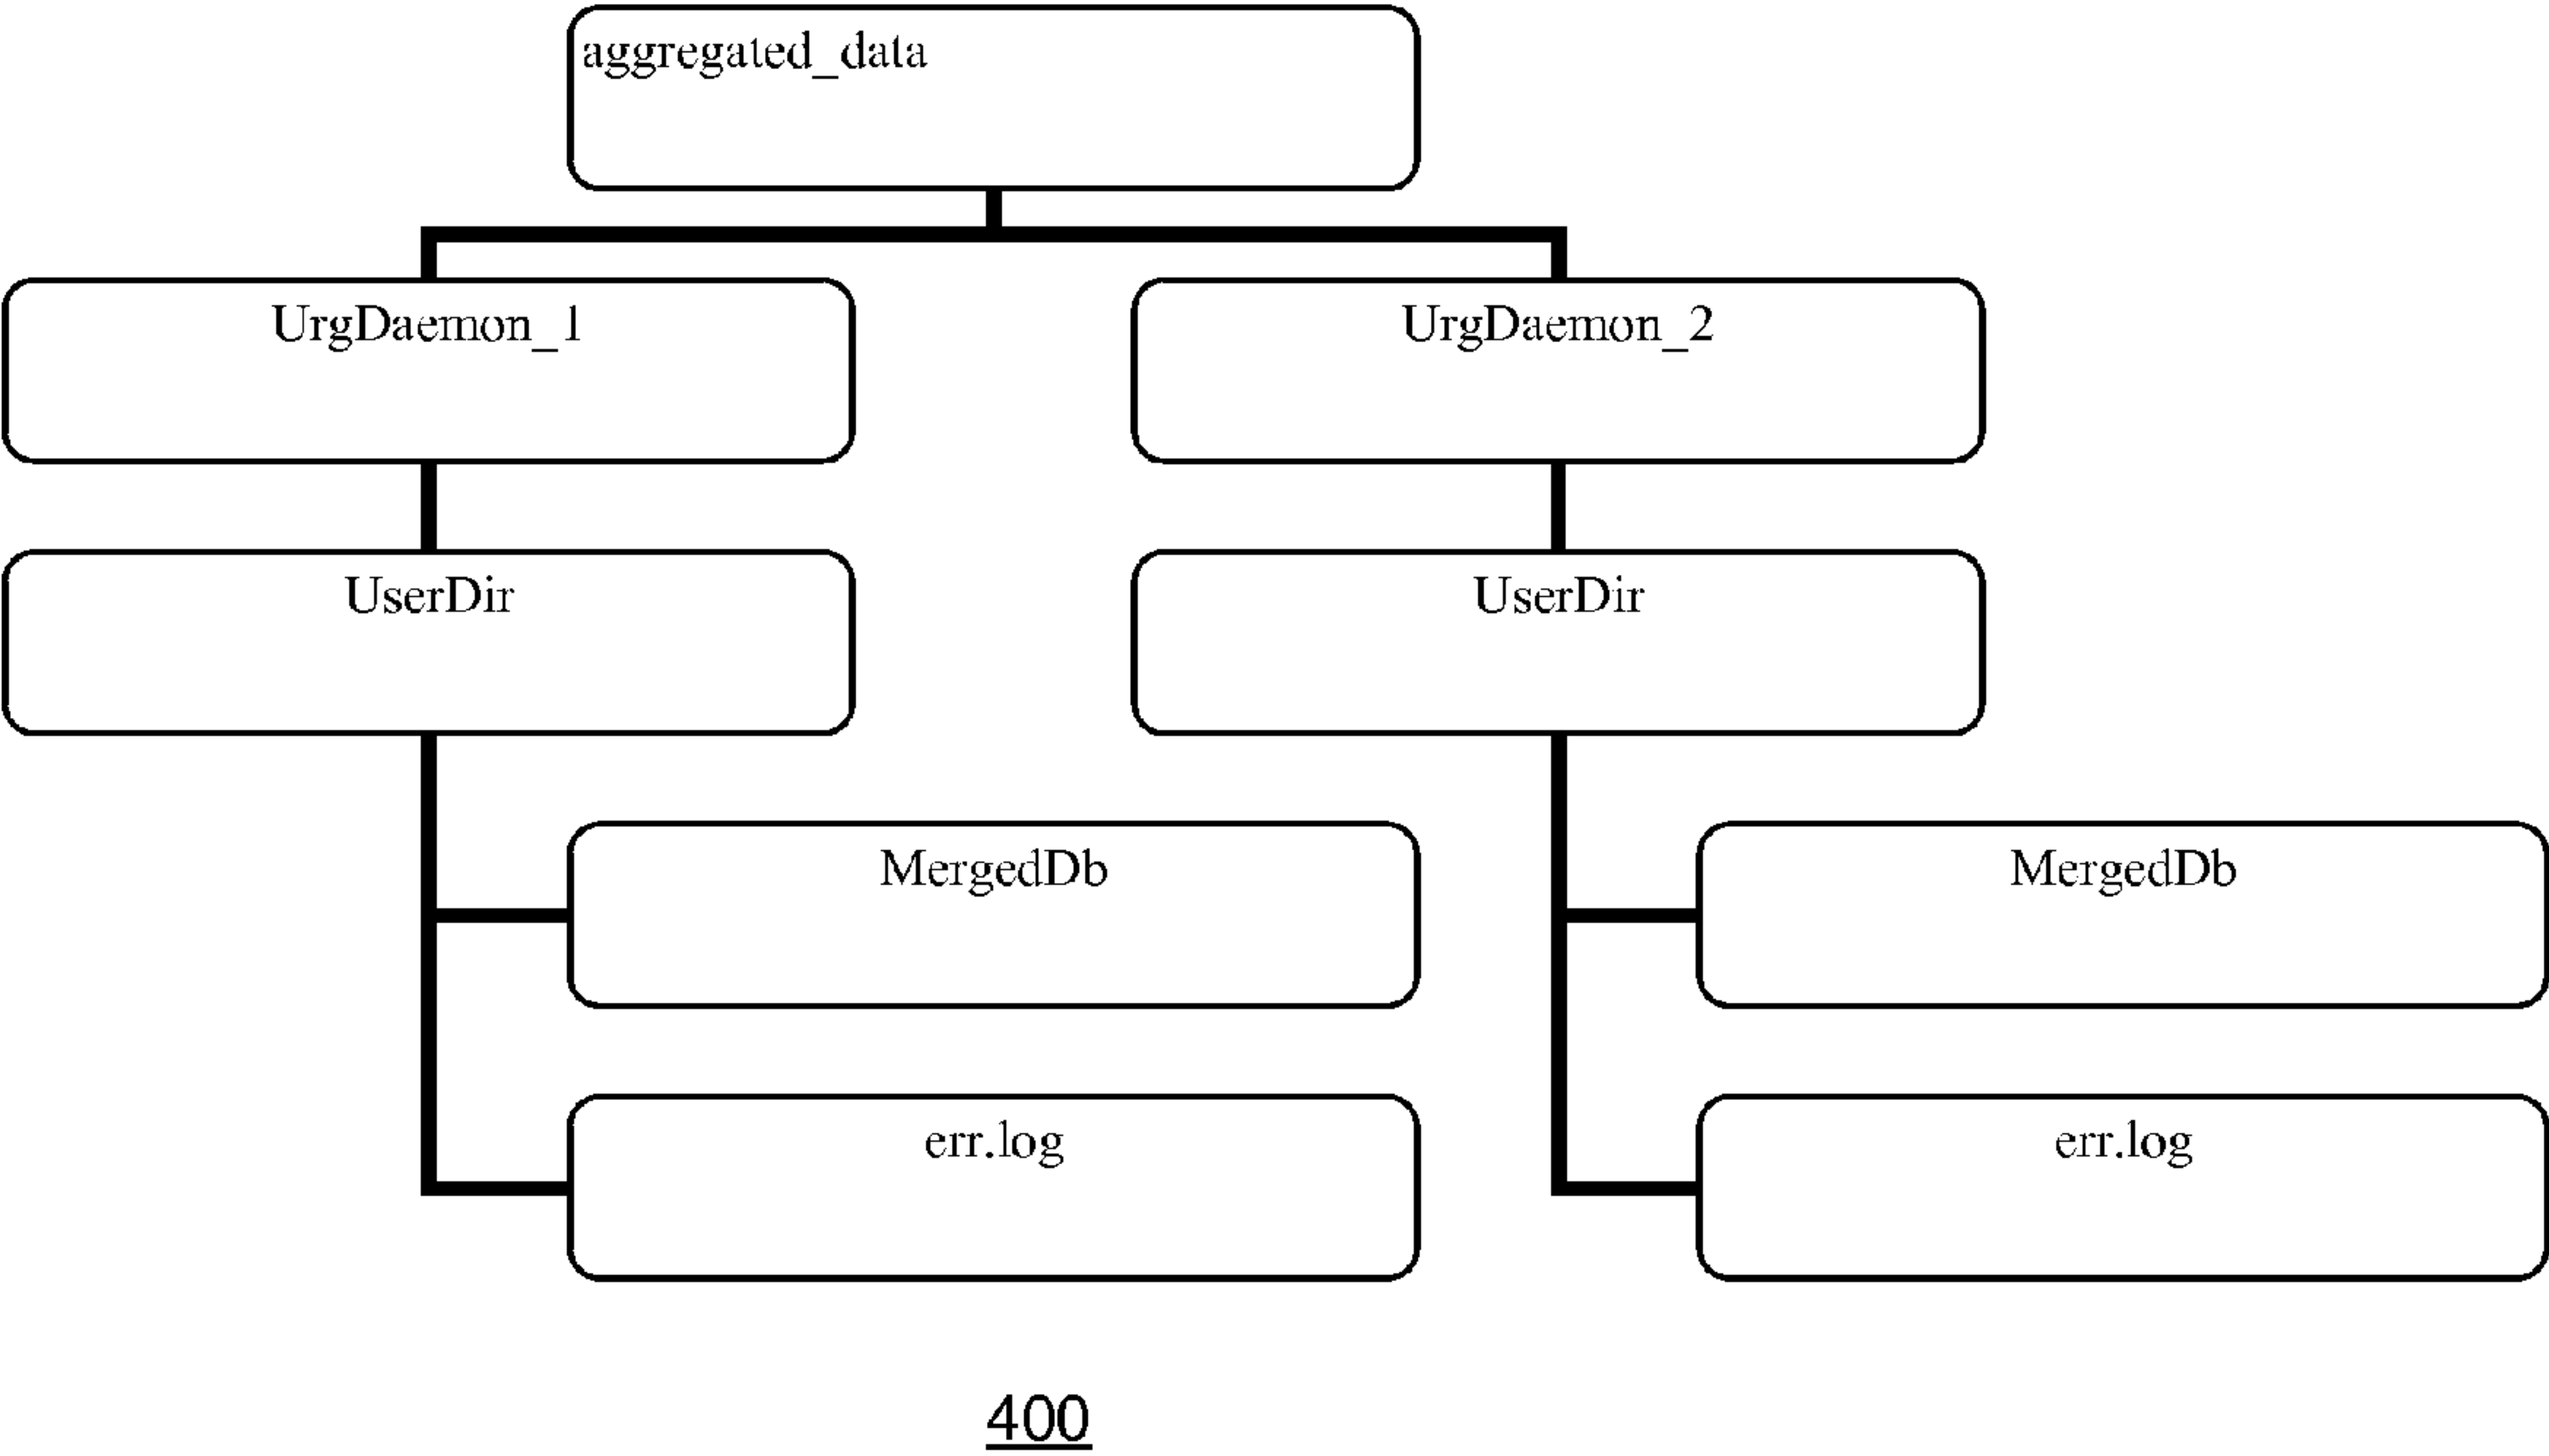 aggregated_data
UrgDaemon_1
UrgDaemon_2
UserDir
UserDir
MergedDb
MergedDb
err.log
err.log
400